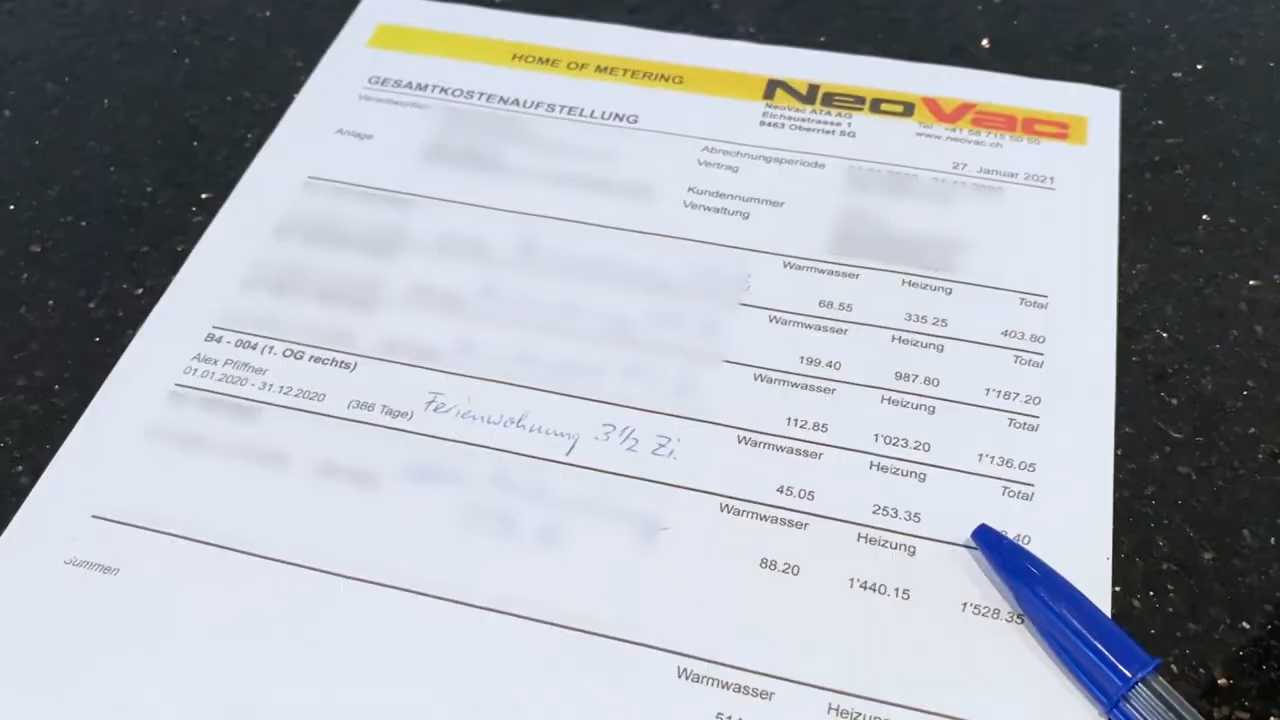 HOME OF METERING
NeoVac
GESAMTKOSTENAUFSTELLUNG
NeoVac ATA AG
Eichaustrasse 1
9463 Oberriet SG
Tel. +41 58 715 50 50
www.neovac.ch
27. Januar 2021
Anlage
Abrechnungsperiode
Vertrag
Kundennummer
Verwaltung
Warmwasser Heizung Total
68.55 335.25 403.80
Warmwasser Heizung Total
199.40 987.80 1'187.20
Warmwasser Heizung Total
112.85 1'023.20 1'136.05
B4 - 004 (1. OG rechts)
Alex Pfiffner
01.01.2020 - 31.12.2020 (366 Tage) Ferienwohnung 3½ Zi.
Warmwasser Heizung Total
45.05 253.35
Warmwasser Heizung
88.20 1'440.15 1'528.35
Summen
Warmwasser Heizung